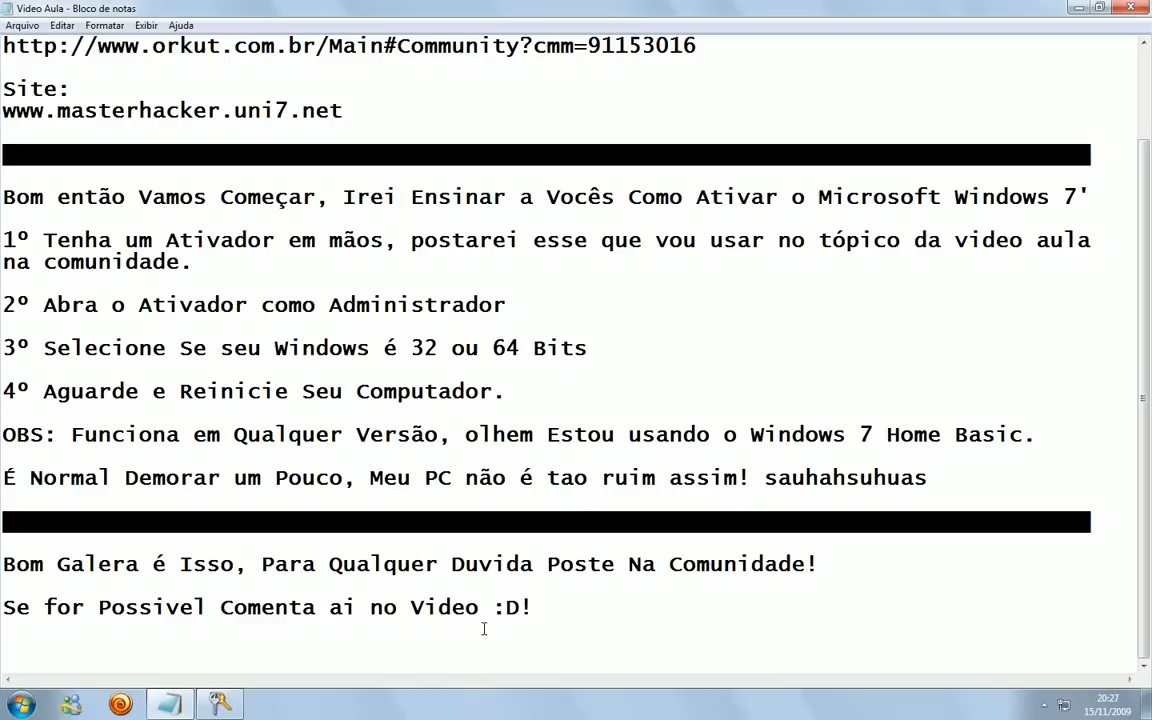 Video Aula - Bloco de notas
Arquivo Editar Formatar Exibir Ajuda
http://www.orkut.com.br/Main#Community?cmm=91153016
Site:
www.masterhacker.uni7.net
Bom então Vamos Começar, Irei Ensinar a Vocês Como Ativar o Microsoft Windows 7'
1º Tenha um Ativador em mãos, postarei esse que vou usar no tópico da video aula
na comunidade.
2º Abra o Ativador como Administrador
3º Selecione Se seu Windows é 32 ou 64 Bits
4º Aguarde e Reinicie Seu Computador.
OBS: Funciona em Qualquer Versão, olhem Estou usando o Windows 7 Home Basic.
É Normal Demorar um Pouco, Meu PC não é tao ruim assim! sauhahsuhuas
Bom Galera é Isso, Para Qualquer Duvida Poste Na Comunidade!
Se for Possivel Comenta ai no Video :D!
20:27
15/11/2009